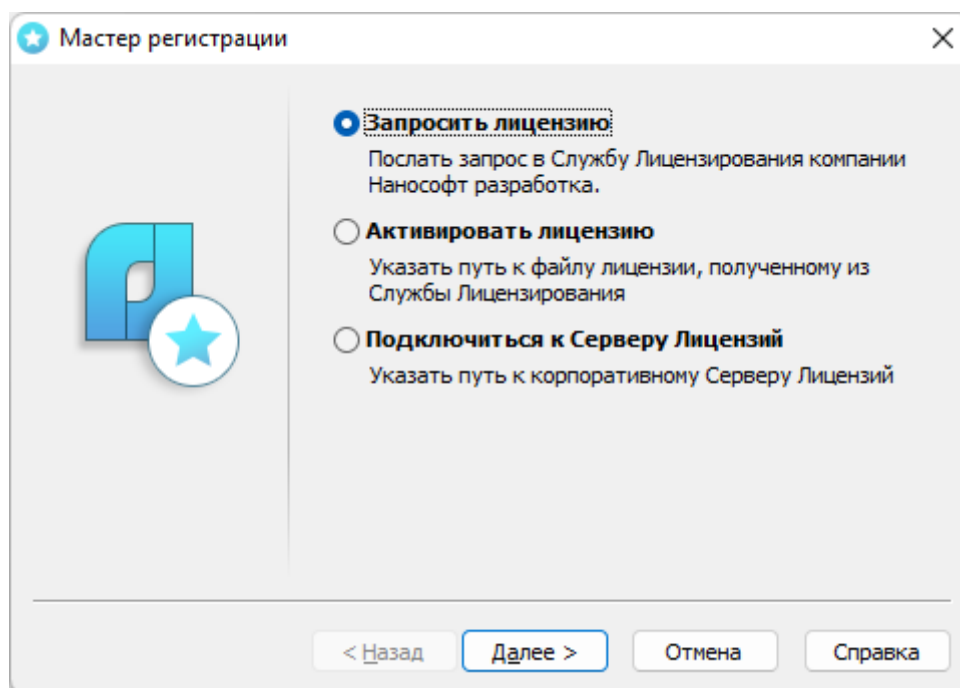 Мастер регистрации
Запросить лицензию
Послать запрос в Службу Лицензирования компании
Нанософт разработка.
Активировать лицензию
Указать путь к файлу лицензии, полученному из
Службы Лицензирования
Подключиться к Серверу Лицензий
Указать путь к корпоративному Серверу Лицензий
< Назад
Далее >
Отмена
Справка